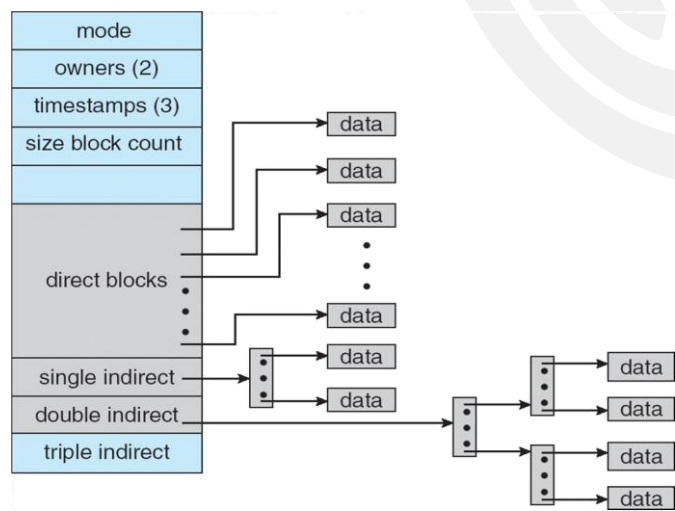 mode
owners (2)
timestamps (3)
size block count
data
data
data
direct blocks
data
data
single indirect
data
double indirect
triple indirect
data
data
data
data